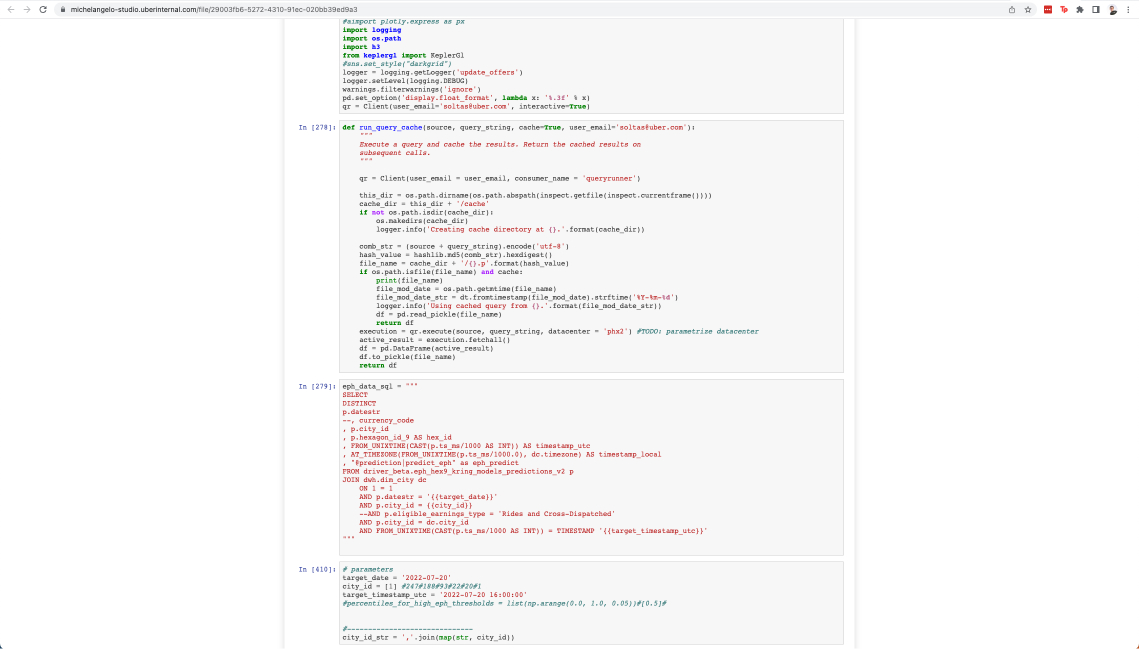 michelangelo-studio.uberinternal.com/file/29003fb6-5272-4310-91ec-020bb39ed9a3
#simport plotly.express as px
import logging
import os.path
import h3
from keplergl import KeplerGl
#sns.set_style("darkgrid")
logger = logging.getLogger('update_offers')
logger.setLevel(logging.DEBUG)
warnings.filterwarnings('ignore')
pd.set_option('display.float_format', lambda x: '%.3f' % x)
qr = Client(user_email='soltas@uber.com', interactive=True)
In [278]: def run_query_cache(source, query_string, cache=True, user_email='soltas@uber.com'):
"""
Execute a query and cache the results. Return the cached results on
subsequent calls.
"""
qr = Client(user_email = user_email, consumer_name = 'queryrunner')
this_dir = os.path.dirname(os.path.abspath(inspect.getfile(inspect.currentframe())))
cache_dir = this_dir + '/cache'
if not os.path.isdir(cache_dir):
os.makedirs(cache_dir)
logger.info('Creating cache directory at {}.'.format(cache_dir))
comb_str = (source + query_string).encode('utf-8')
hash_value = hashlib.md5(comb_str).hexdigest()
file_name = cache_dir + '/{}.p'.format(hash_value)
if os.path.isfile(file_name) and cache:
print(file_name)
file_mod_date = os.path.getmtime(file_name)
file_mod_date_str = dt.fromtimestamp(file_mod_date).strftime('%Y-%m-%d')
logger.info('Using cached query from {}.'.format(file_mod_date_str))
df = pd.read_pickle(file_name)
return df
execution = qr.execute(source, query_string, datacenter = 'phx2') #TODO: parametrize datacenter
active_result = execution.fetchall()
df = pd.DataFrame(active_result)
df.to_pickle(file_name)
return df
In [279]: eph_data_sql = """
SELECT
DISTINCT
p.datestr
--, currency_code
, p.city_id
, p.hexagon_id_9 AS hex_id
, FROM_UNIXTIME(CAST(p.ts_ms/1000 AS INT)) AS timestamp_utc
, AT_TIMEZONE(FROM_UNIXTIME(p.ts_ms/1000.0), dc.timezone) AS timestamp_local
, "@prediction|predict_eph" as eph_predict
FROM driver_beta.eph_hex9_kring_models_predictions_v2 p
JOIN dwh.dim_city dc
ON 1 = 1
AND p.datestr = '{{target_date}}'
AND p.city_id = {{city_id}}
--AND p.eligible_earnings_type = 'Rides and Cross-Dispatched'
AND p.city_id = dc.city_id
AND FROM_UNIXTIME(CAST(p.ts_ms/1000 AS INT)) = TIMESTAMP '{{target_timestamp_utc}}'
"""
In [410]: # parameters
target_date = '2022-07-20'
city_id = [1] #247#188#93#22#20#1
target_timestamp_utc = '2022-07-20 16:00:00'
#percentiles_for_high_eph_thresholds = list(np.arange(0.0, 1.0, 0.05))#[0.5]#
#------------------------------
city_id_str = ','.join(map(str, city_id))